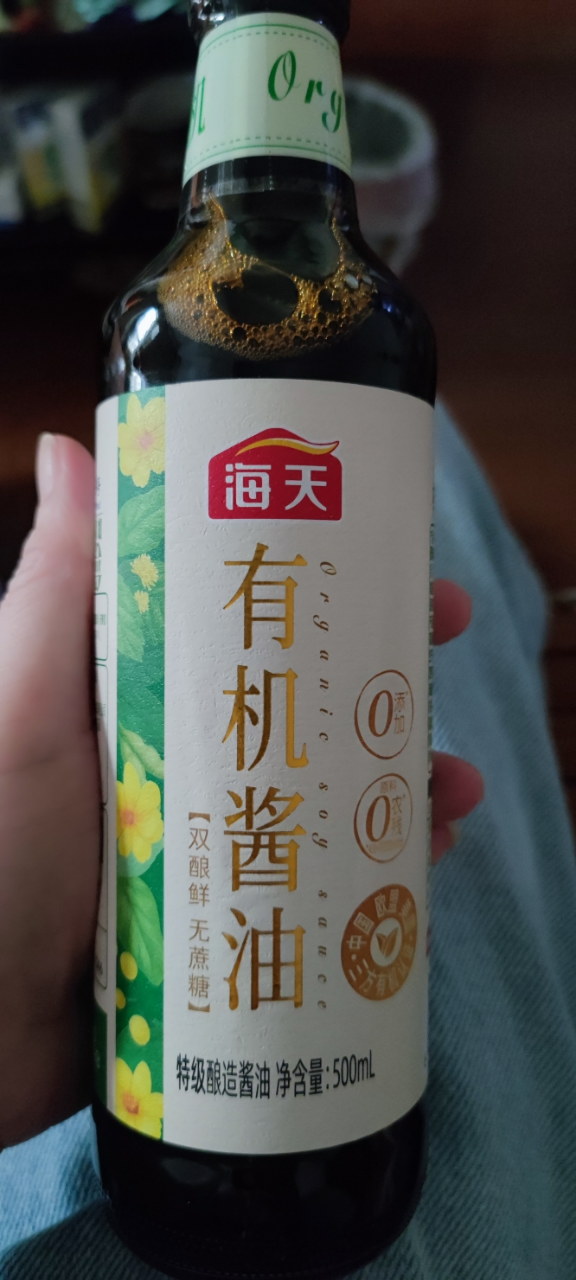 机 Org
海天
有机酱油
Organic soy sauce
【双酿鲜 无蔗糖】
0添加
0农残
特级酿造酱油 净含量:500mL